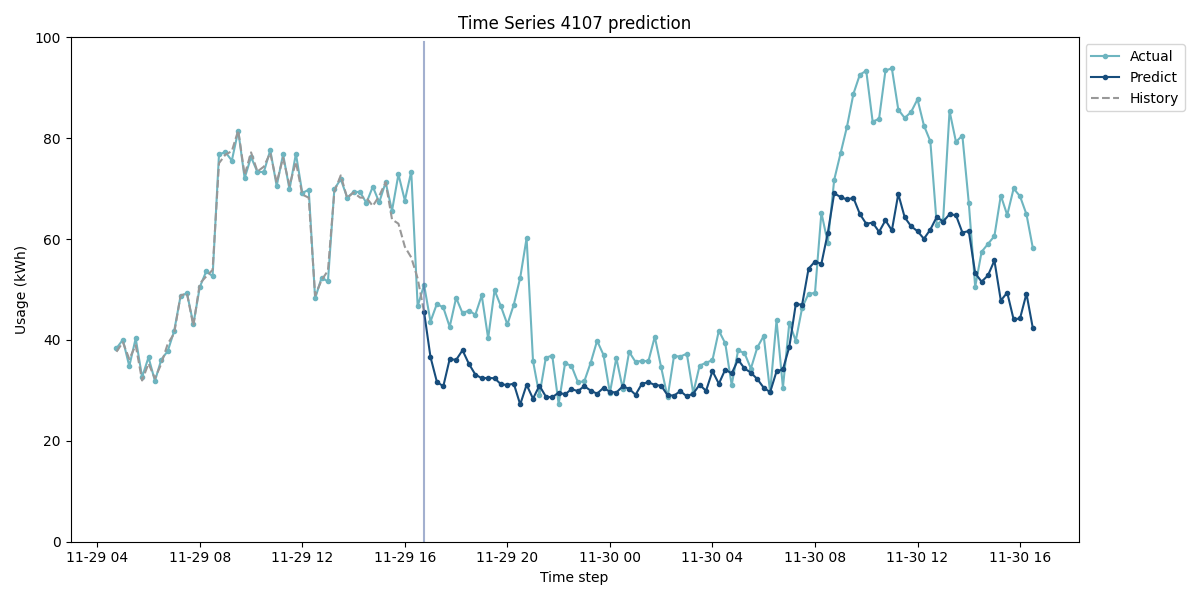 Time Series 4107 prediction
100
80
60
40
20
0
Usage (kWh)
11-29 04
11-29 08
11-29 12
11-29 16
11-29 20
11-30 00
11-30 04
11-30 08
11-30 12
11-30 16
Time step
Actual
Predict
History